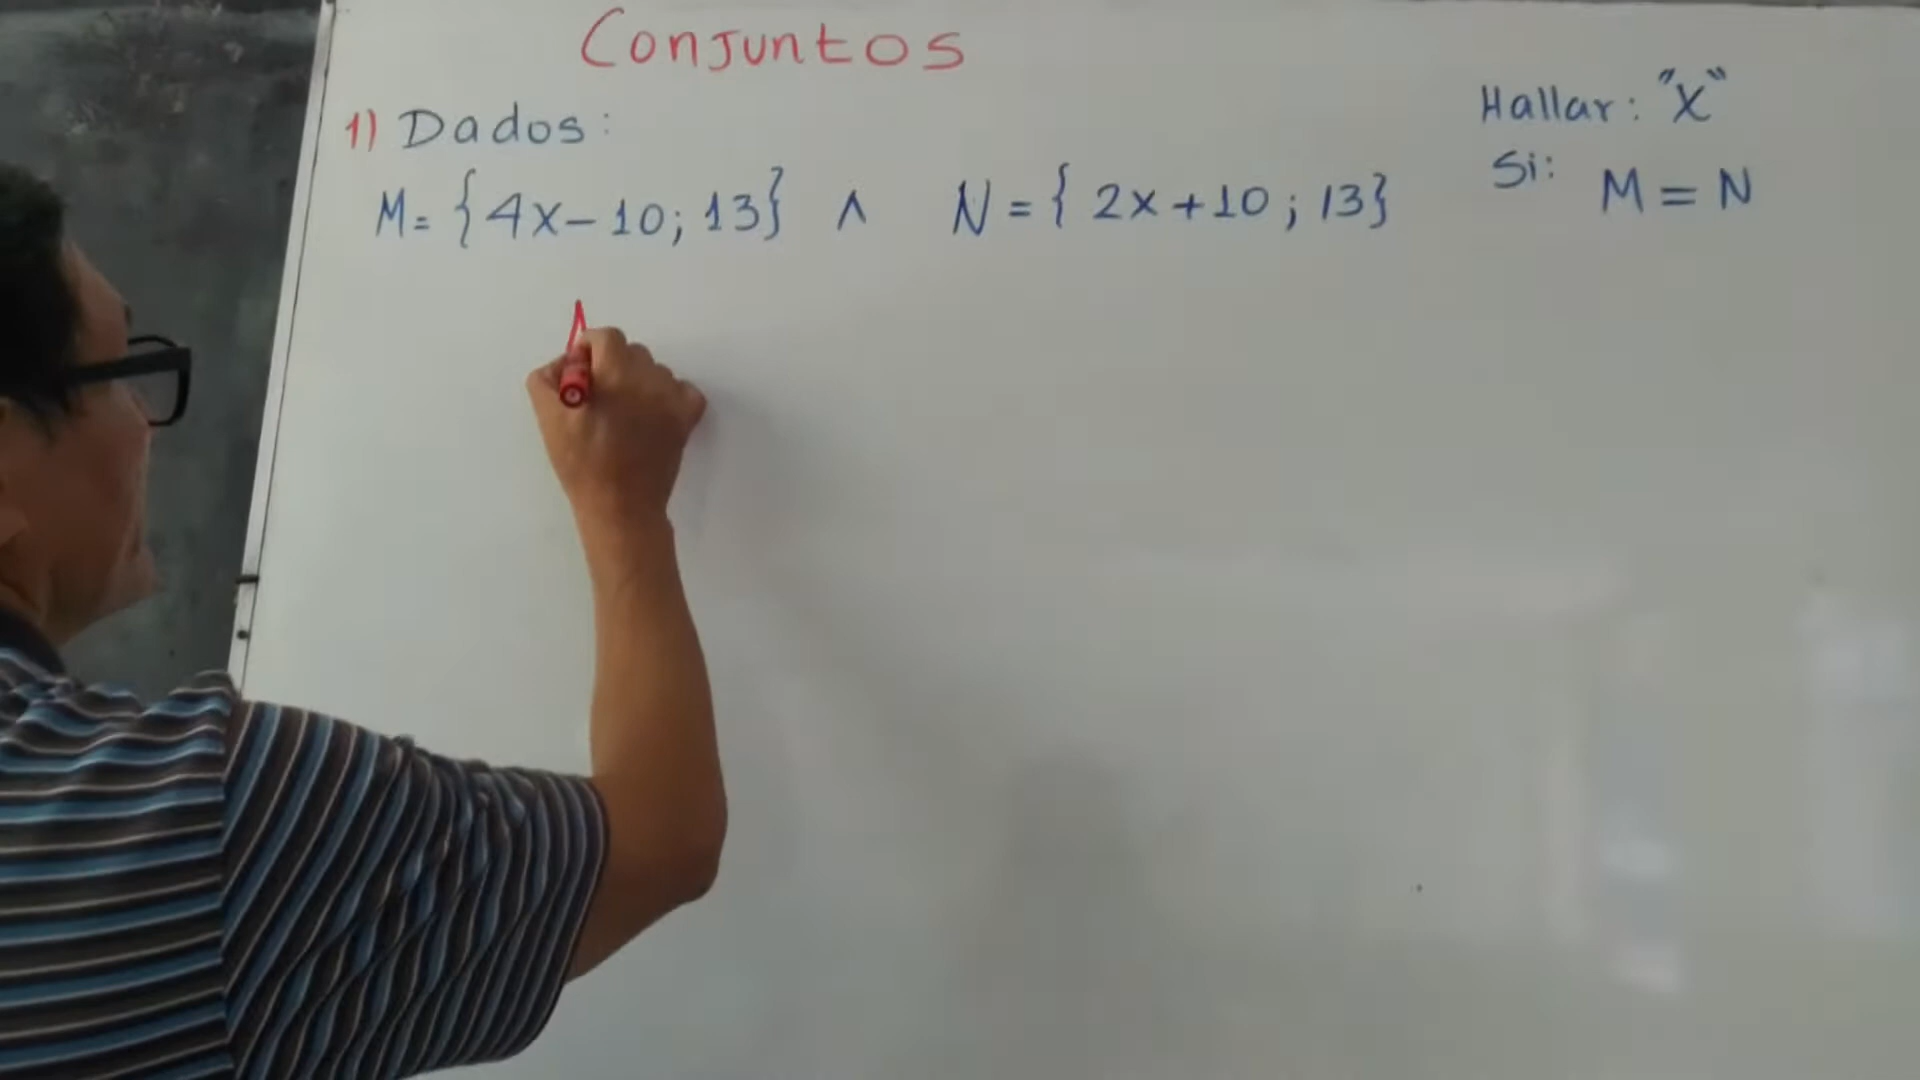 Conjuntos
1) Dados:
M= {4x-10; 13} ∧ N={ 2x+10; 13}
Hallar: "X"
Si: M = N